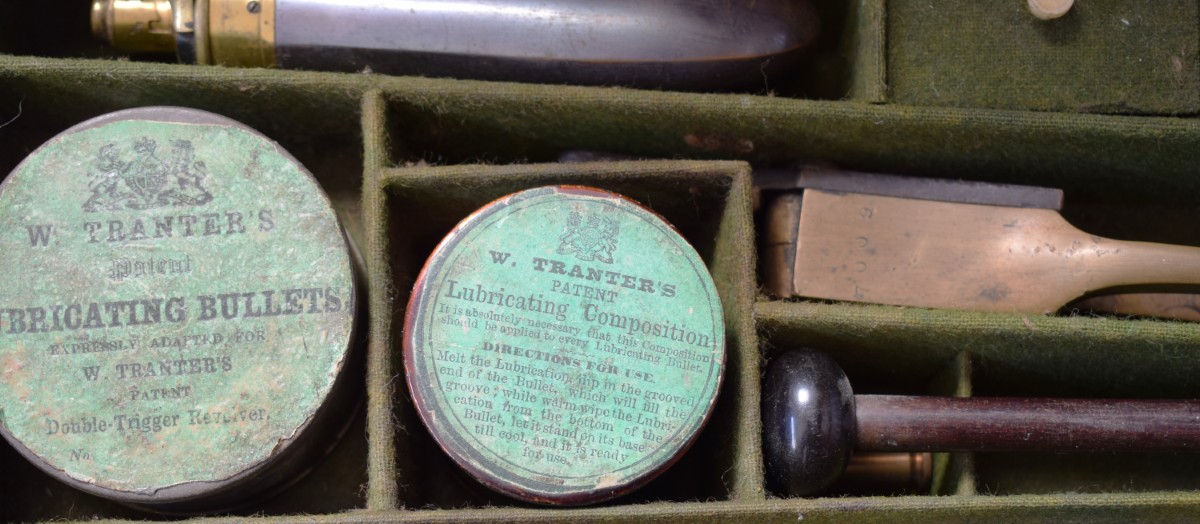 W. TRANTER'S
Patent
UBRICATING BULLETS,
EXPRESSLY ADAPTED FOR
W. TRANTER'S
PATENT
Double-Trigger Revolver,
No.
W. TRANTER'S
PATENT
Lubricating Composition
It is absolutely necessary that this Composition
should be applied to every Lubricating Bullet.
DIRECTIONS FOR USE.
Melt the Lubrication, dip in the grooved
end of the Bullet, which will fill the
groove; while warm wipe the Lubri-
cation from the bottom of the
Bullet, let it stand on its base
till cool, and it is ready
for use.